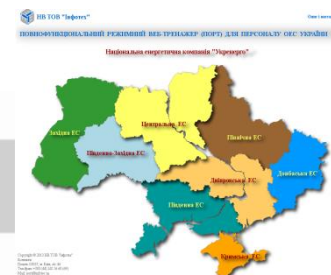 НВ ТОВ "Інфотех"
ПОВНОФУНКЦІОНАЛЬНИЙ РЕЖИМНИЙ ВЕБ-ТРЕНАЖЕР (ПОРТ) ДЛЯ ПЕРСОНАЛУ ОЕС УКРАЇНИ
Національна енергетична компанія "Укренерго"
Центральна ЕС
Західна ЕС
Північна ЕС
Південно-Західна ЕС
Донбаська ЕС
Дніпровська ЕС
Південна ЕС
Кримська ЕС